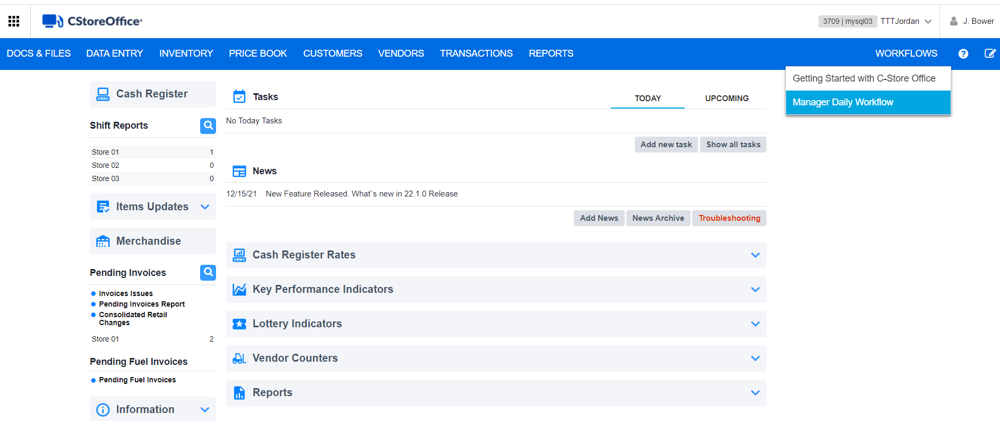 CStoreOffice®
3709 | mysql03 TTTJordan
J. Bower
DOCS & FILES DATA ENTRY INVENTORY PRICE BOOK CUSTOMERS VENDORS TRANSACTIONS REPORTS WORKFLOWS
Getting Started with C-Store Office
Manager Daily Workflow
Cash Register
Shift Reports
Store 01 1
Store 02 0
Store 03 0
Items Updates
Merchandise
Pending Invoices
Invoices Issues
Pending Invoices Report
Consolidated Retail
Changes
Store 01 2
Pending Fuel Invoices
Pending Fuel Invoices
Information
Tasks TODAY UPCOMING
No Today Tasks
Add new task Show all tasks
News
12/15/21 New Feature Released. What`s new in 22.1.0 Release
Add News News Archive Troubleshooting
Cash Register Rates
Key Performance Indicators
Lottery Indicators
Vendor Counters
Reports